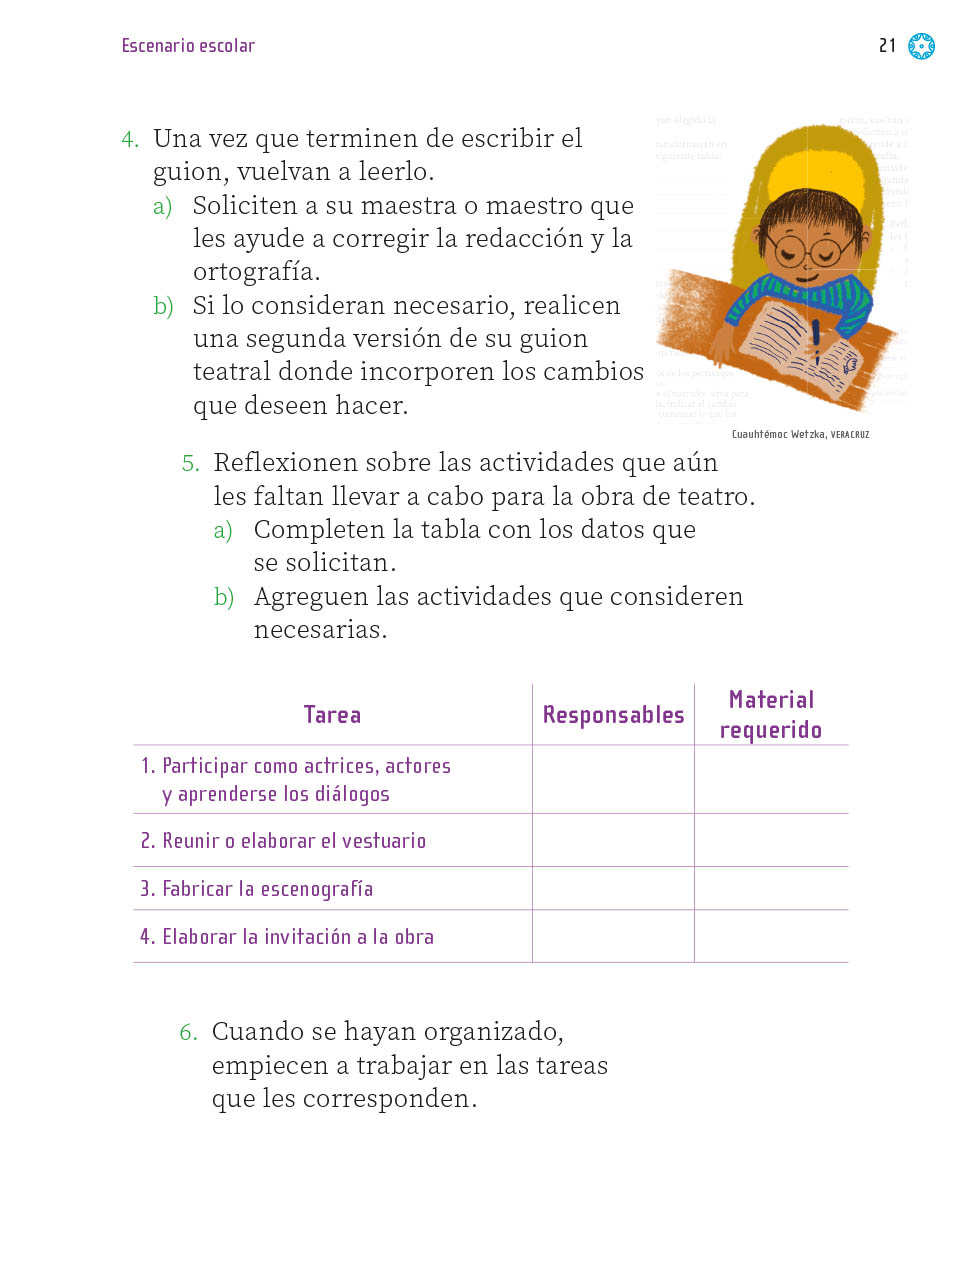 Escenario escolar
21
4. Una vez que terminen de escribir el
guion, vuelvan a leerlo.
a) Soliciten a su maestra o maestro que
les ayude a corregir la redacción y la
ortografía.
b) Si lo consideran necesario, realicen
una segunda versión de su guion
teatral donde incorporen los cambios
que deseen hacer.
Cuauhtémoc Wetzka, VERACRUZ
5. Reflexionen sobre las actividades que aún
les faltan llevar a cabo para la obra de teatro.
a) Completen la tabla con los datos que
se solicitan.
b) Agreguen las actividades que consideren
necesarias.
Tarea
Responsables
Material
requerido
1. Participar como actrices, actores
y aprenderse los diálogos
2. Reunir o elaborar el vestuario
3. Fabricar la escenografía
4. Elaborar la invitación a la obra
6. Cuando se hayan organizado,
empiecen a trabajar en las tareas
que les corresponden.